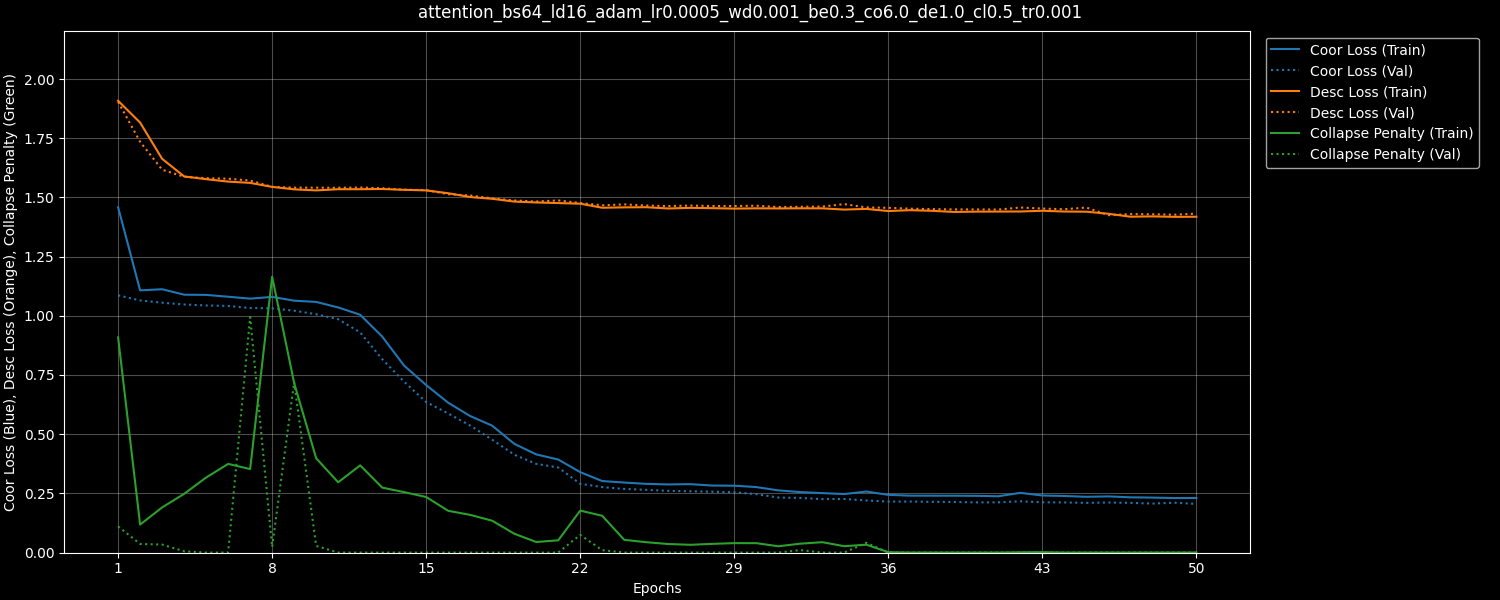 attention_bs64_ld16_adam_lr0.0005_wd0.001_be0.3_co6.0_de1.0_cl0.5_tr0.001
Coor Loss (Blue), Desc Loss (Orange), Collapse Penalty (Green)
2.00
1.75
1.50
1.25
1.00
0.75
0.50
0.25
0.00
1 8 15 22 29 36 43 50
Epochs
Coor Loss (Train)
Coor Loss (Val)
Desc Loss (Train)
Desc Loss (Val)
Collapse Penalty (Train)
Collapse Penalty (Val)